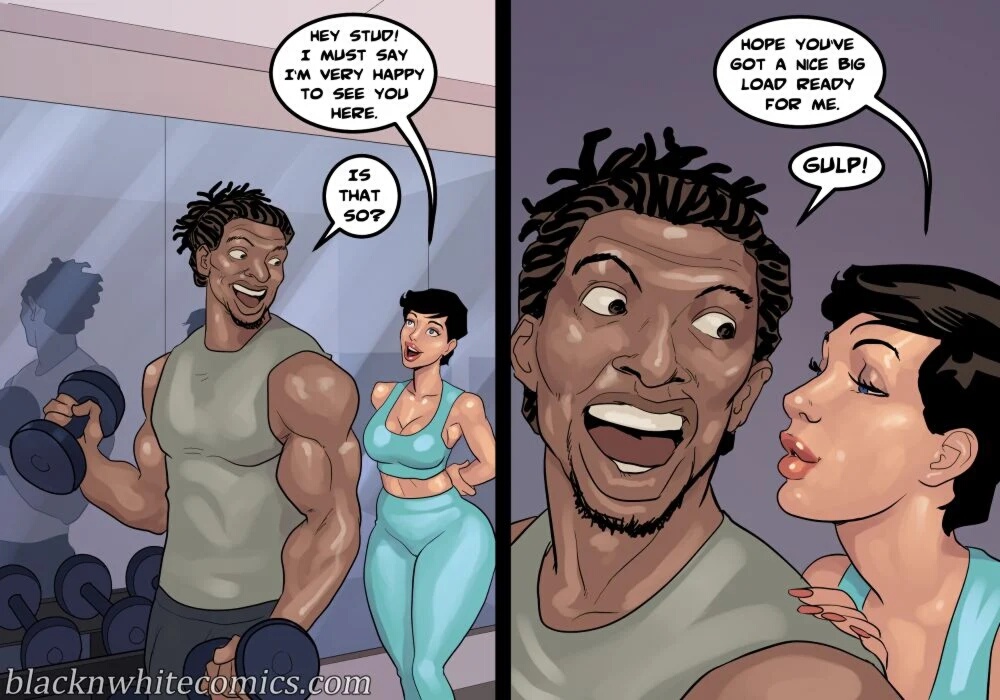 HEY STUD!
I MUST SAY
I'M VERY HAPPY
TO SEE YOU
HERE.
IS
THAT
SO?
HOPE YOU'VE
GOT A NICE BIG
LOAD READY
FOR ME.
GULP!
blacknwhitecomics.com